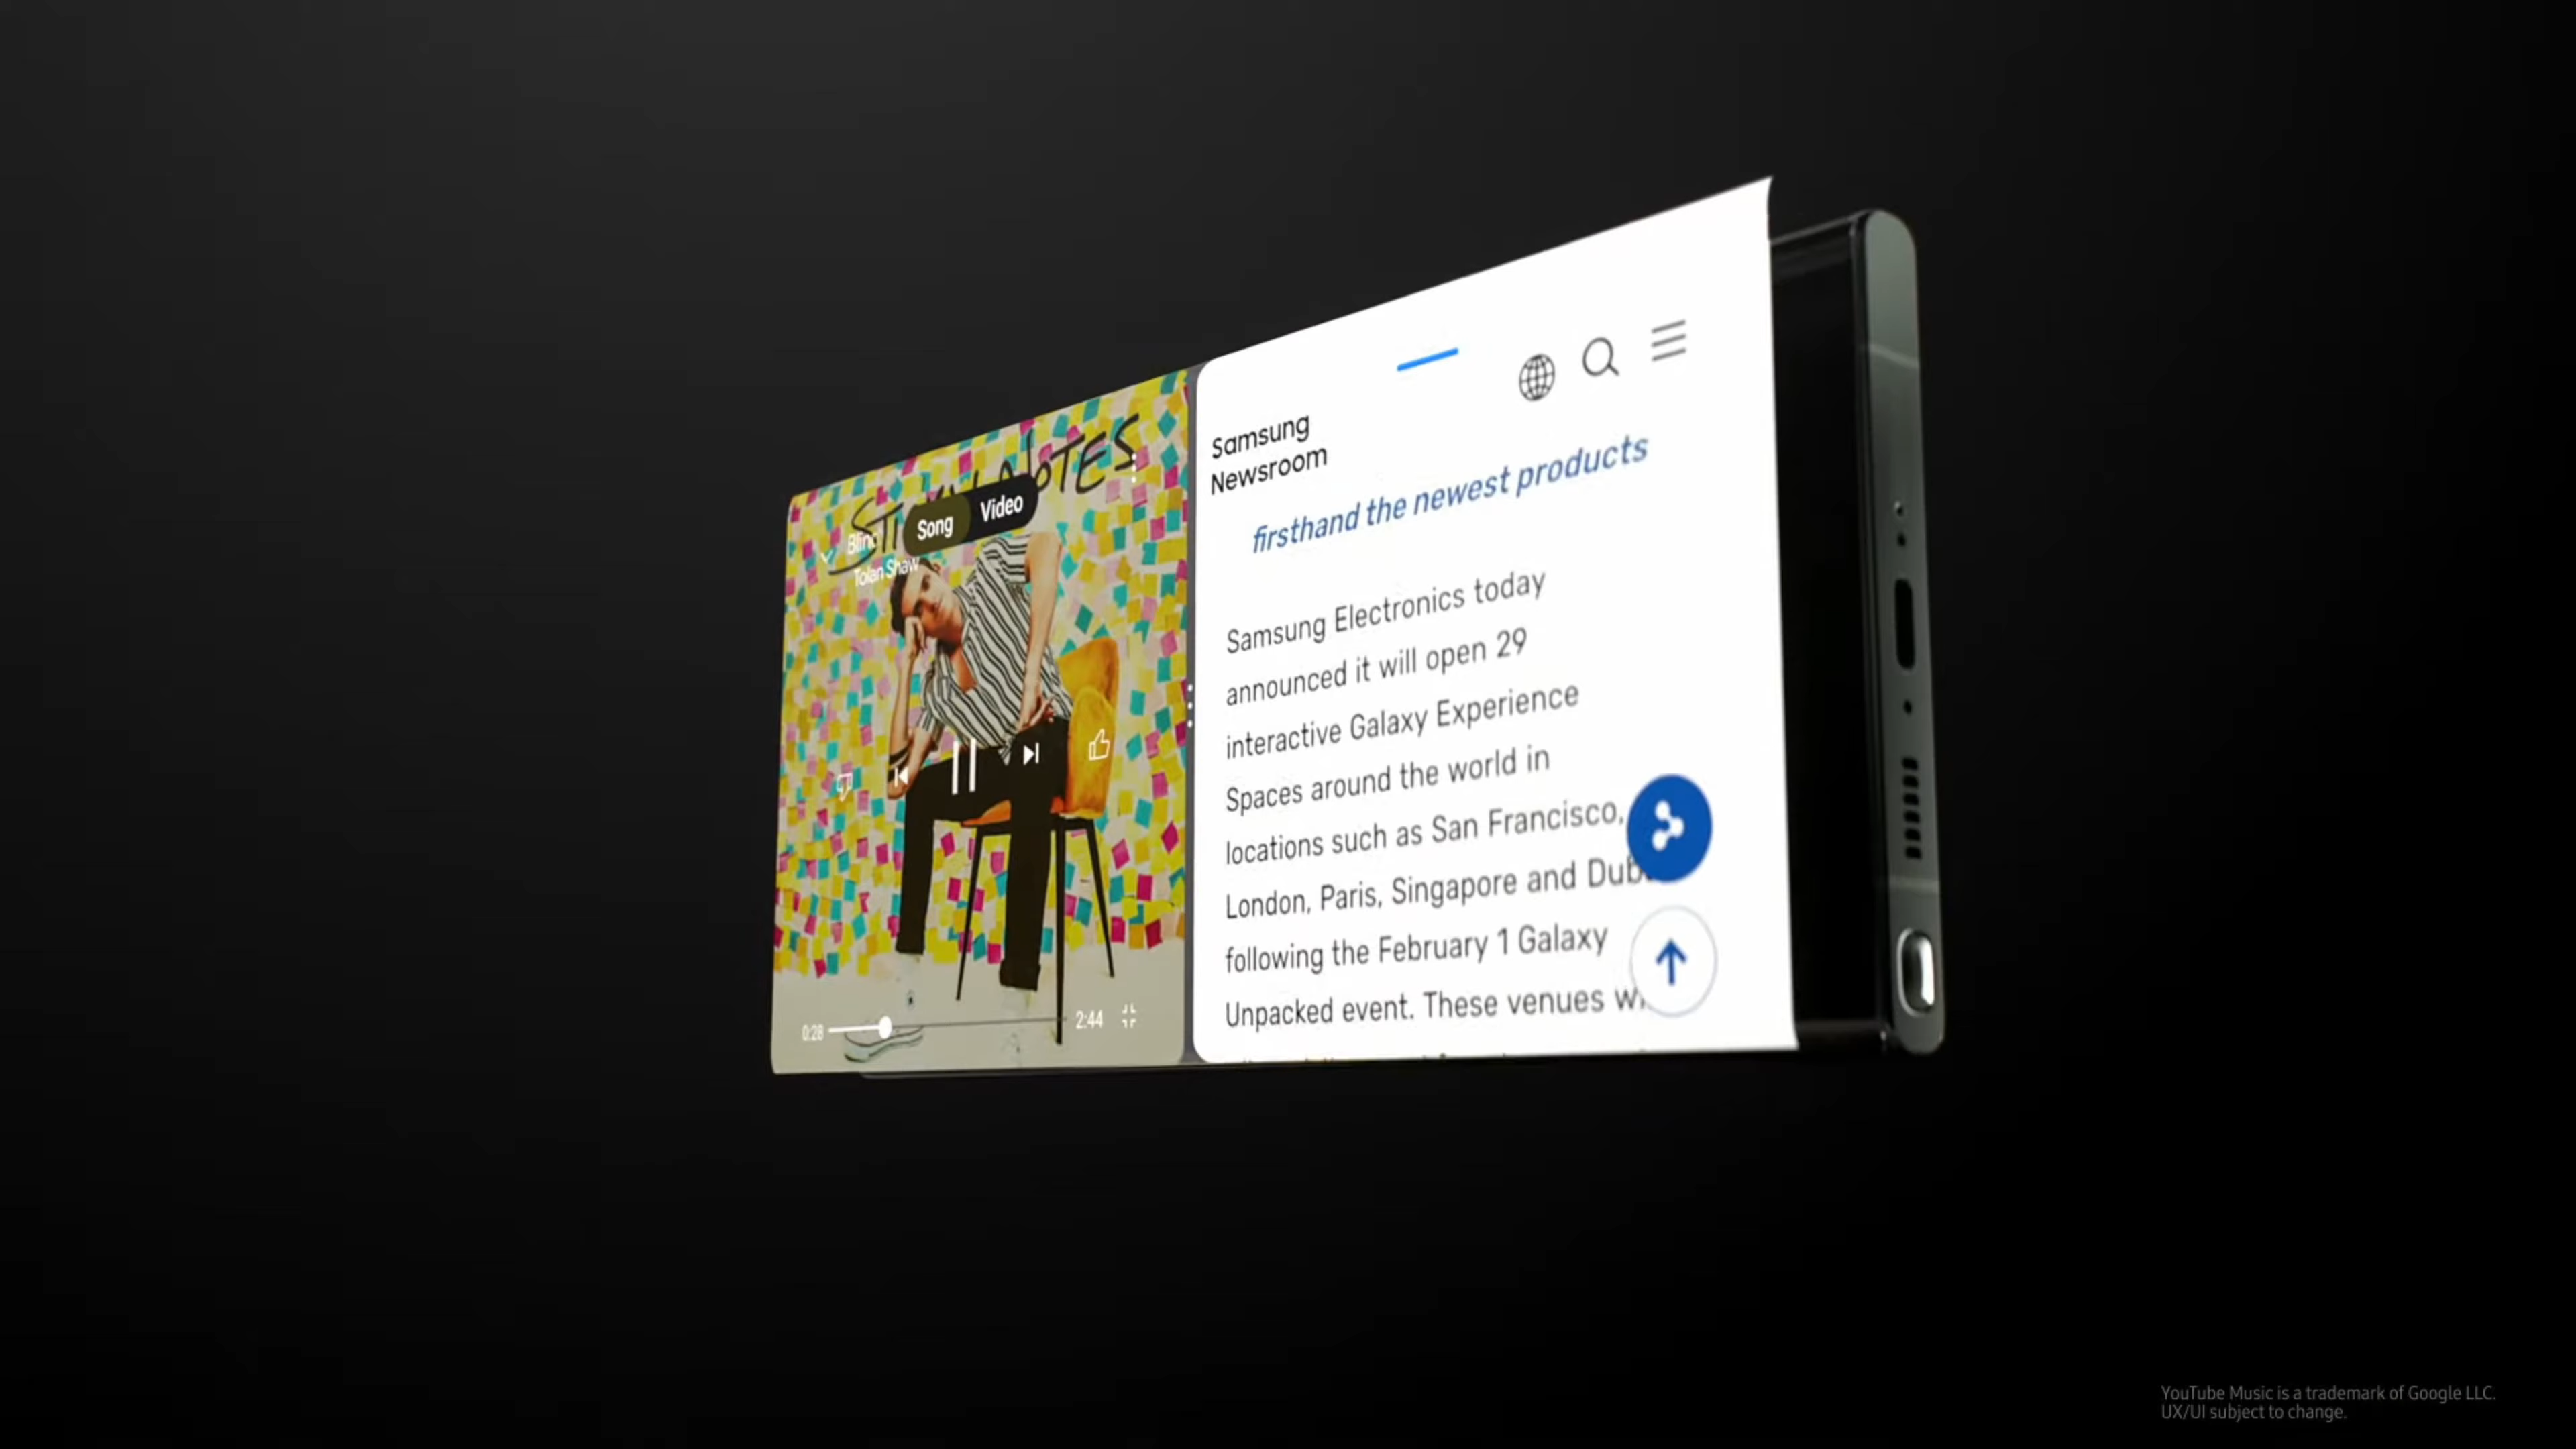 NOTES
Song
Video
Tolan Shaw
0:28
2:44
Samsung
Newsroom
firsthand the newest products
Samsung Electronics today
announced it will open 29
interactive Galaxy Experience
Spaces around the world in
locations such as San Francisco,
London, Paris, Singapore and
following the February 1 Galaxy
Unpacked event. These venues
YouTube Music is a trademark of Google LLC.
UX/UI subject to change.